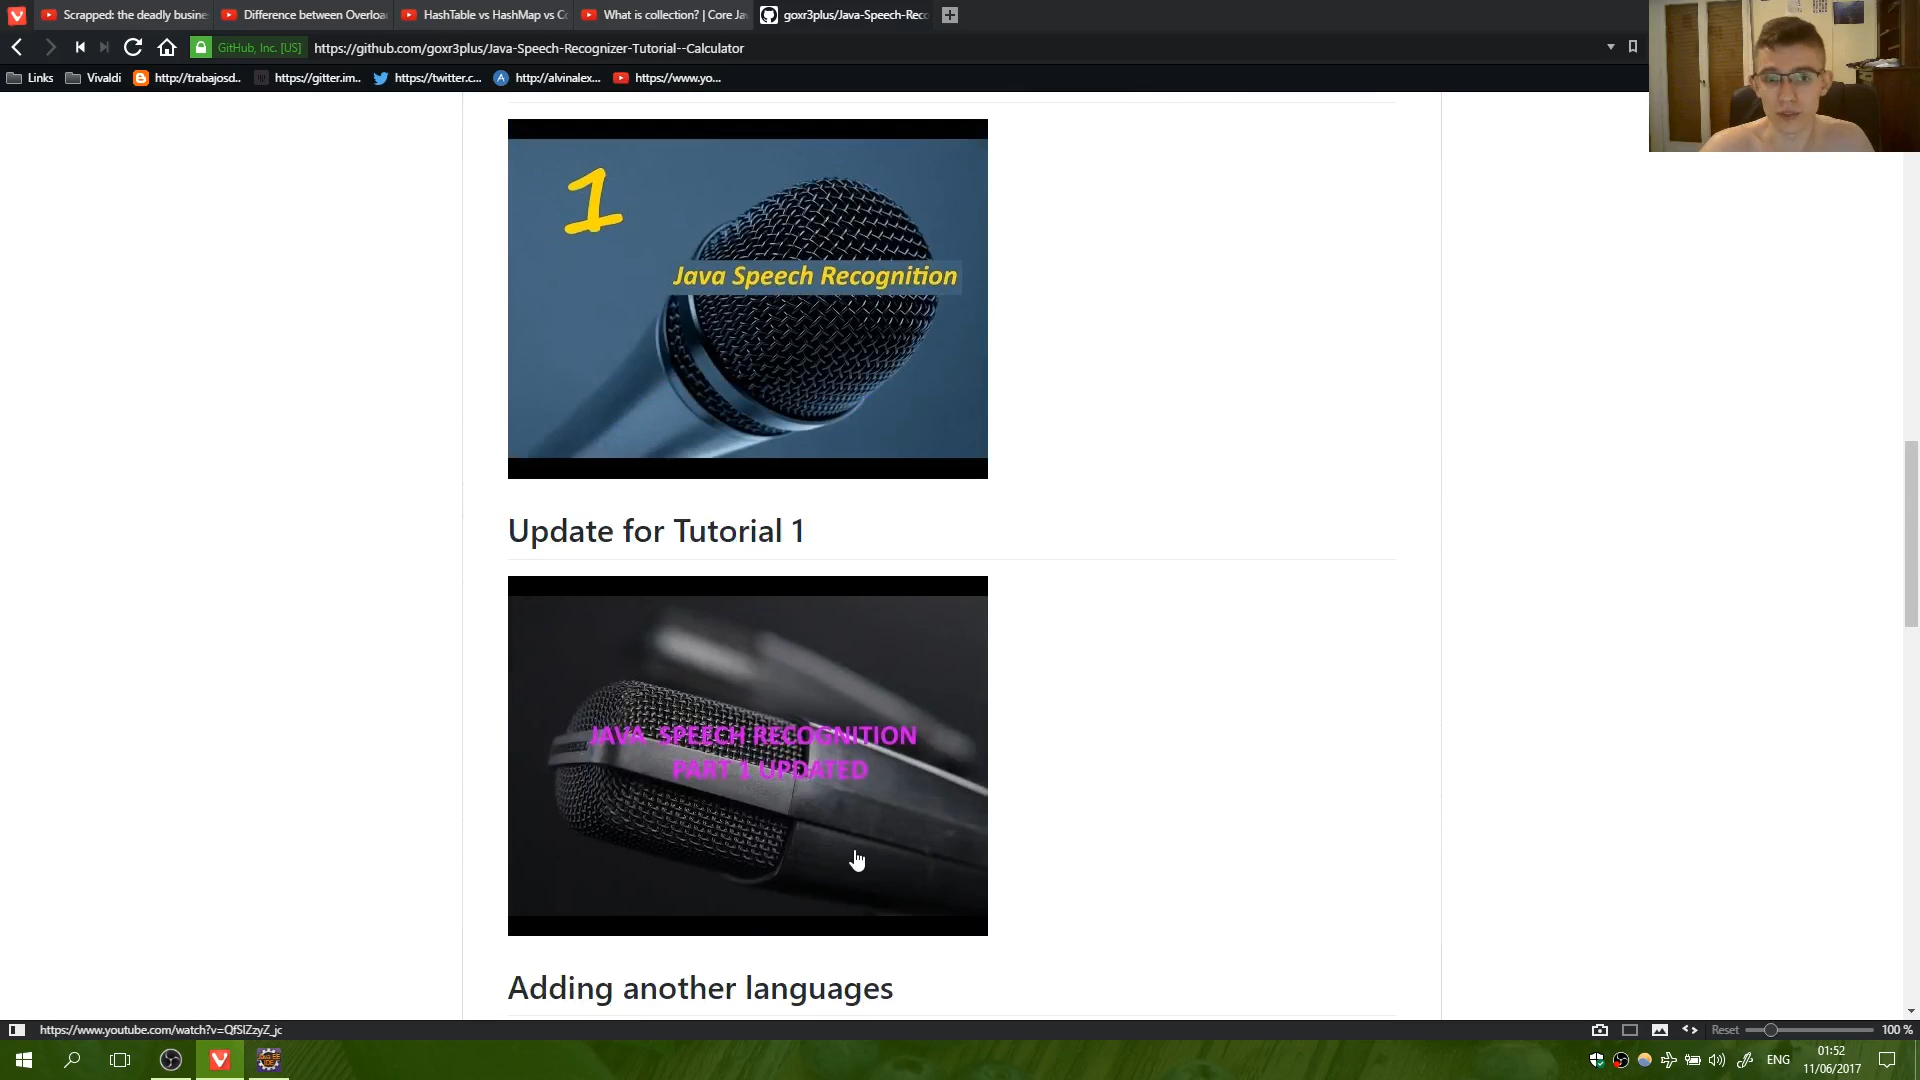 Scrapped: the deadly busine
Difference between Overloa
HashTable vs HashMap vs Co
What is collection? | Core Ja
goxr3plus/Java-Speech-Reco
GitHub, Inc. [US]
https://github.com/goxr3plus/Java-Speech-Recognizer-Tutorial--Calculator
Links
Vivaldi
http://trabajosd..
https://gitter.im..
https://twitter.c...
http://alvinalex...
https://www.yo...
1
Java Speech Recognition
Update for Tutorial 1
JAVA SPEECH RECOGNITION
PART 1 UPDATED
Adding another languages
https://www.youtube.com/watch?v=QfSlZzyZ_jc
Reset
100 %
ENG
01:52
11/06/2017